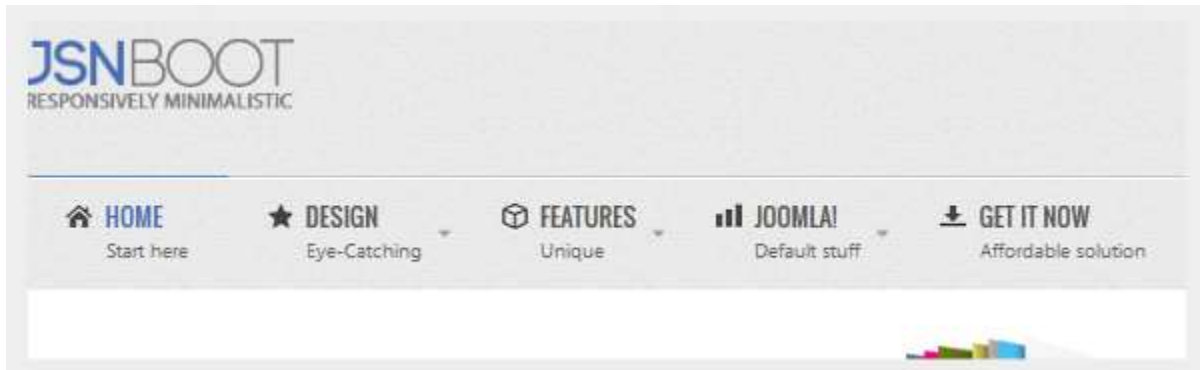 JSNBOOT
RESPONSIVELY MINIMALISTIC
HOME DESIGN FEATURES JOOMLA! GET IT NOW
Start here Eye-Catching Unique Default stuff Affordable solution